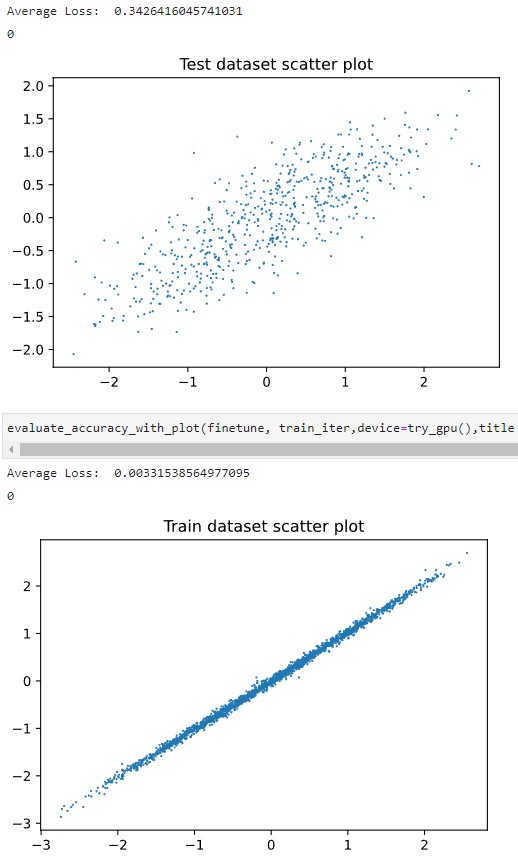 Average Loss:  0.3426416045741031
0
Test dataset scatter plot
2.0
1.5
1.0
0.5
0.0
−0.5
−1.0
−1.5
−2.0
−2 −1 0 1 2
evaluate_accuracy_with_plot(finetune, train_iter,device=try_gpu(),title
Average Loss:  0.00331538564977095
0
Train dataset scatter plot
2
1
0
−1
−2
−3
−3 −2 −1 0 1 2